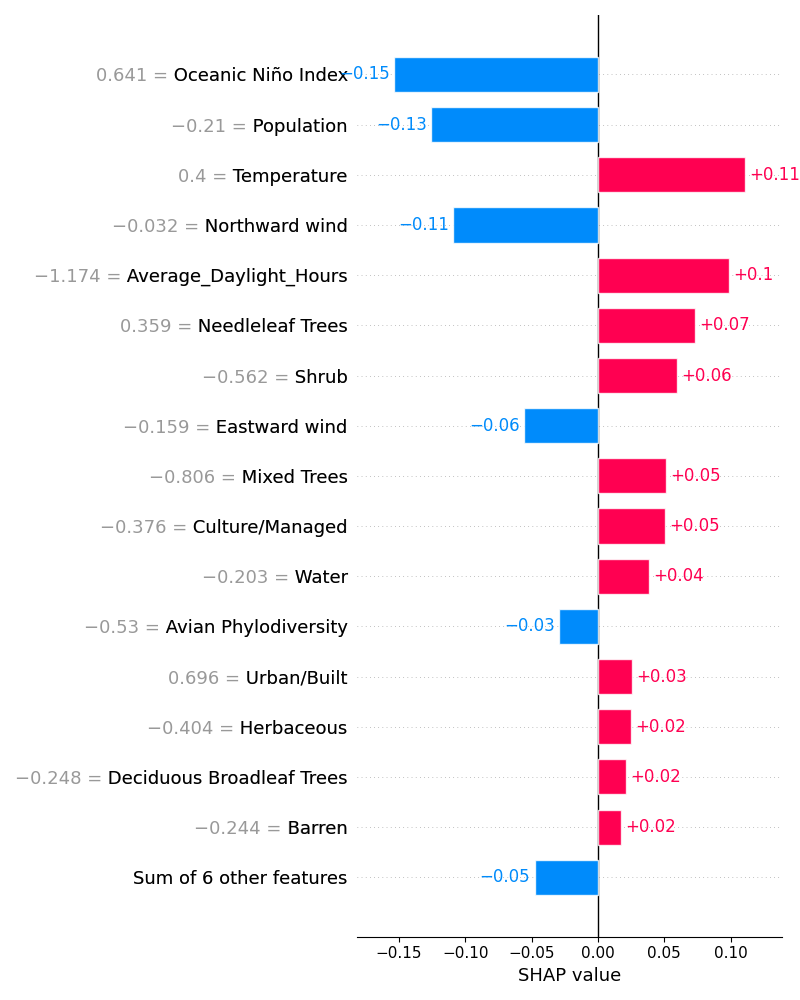 0.641 = Oceanic Niño Index −0.15
−0.21 = Population −0.13
0.4 = Temperature +0.11
−0.032 = Northward wind −0.11
−1.174 = Average_Daylight_Hours +0.1
0.359 = Needleleaf Trees +0.07
−0.562 = Shrub +0.06
−0.159 = Eastward wind −0.06
−0.806 = Mixed Trees +0.05
−0.376 = Culture/Managed +0.05
−0.203 = Water +0.04
−0.53 = Avian Phylodiversity −0.03
0.696 = Urban/Built +0.03
−0.404 = Herbaceous +0.02
−0.248 = Deciduous Broadleaf Trees +0.02
−0.244 = Barren +0.02
Sum of 6 other features −0.05
−0.15 −0.10 −0.05 0.00 0.05 0.10
SHAP value